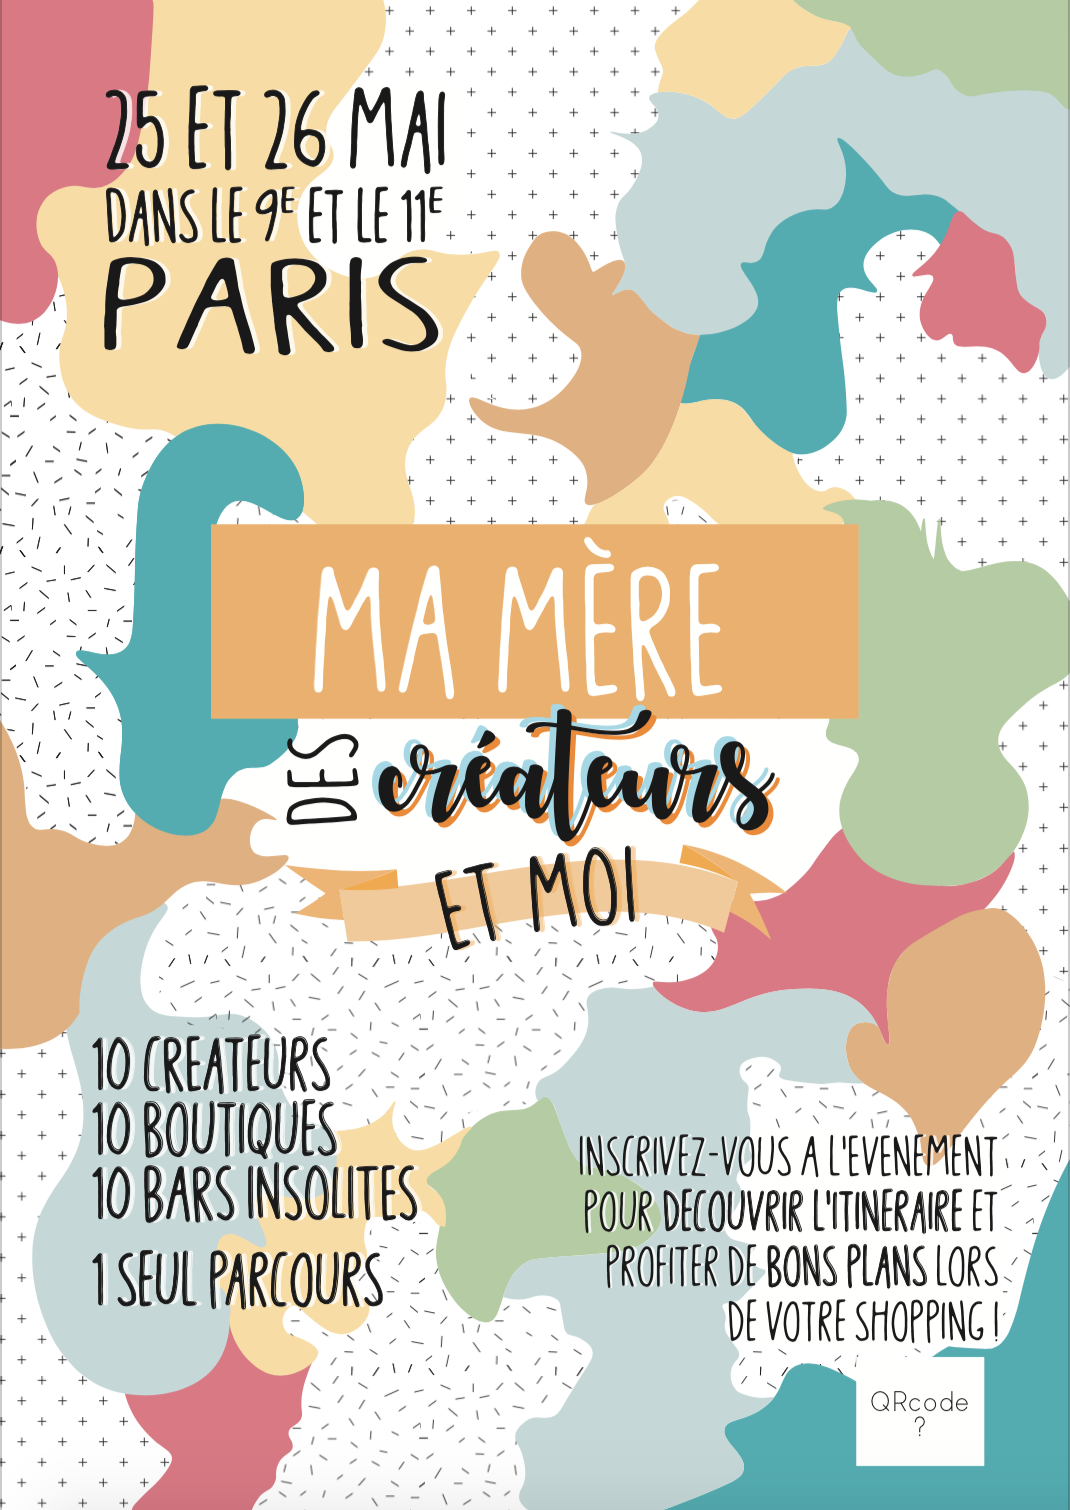 25 ET 26 MAI
DANS LE 9E ET LE 11E
PARIS
MA MÈRE
DES créateurs
ET MOI
10 CREATEURS
10 BOUTIQUES
10 BARS INSOLITES
1 SEUL PARCOURS
INSCRIVEZ-VOUS A L'EVENEMENT
POUR DECOUVRIR L'ITINERAIRE ET
PROFITER DE BONS PLANS LORS
DE VOTRE SHOPPING !
QRcode
?